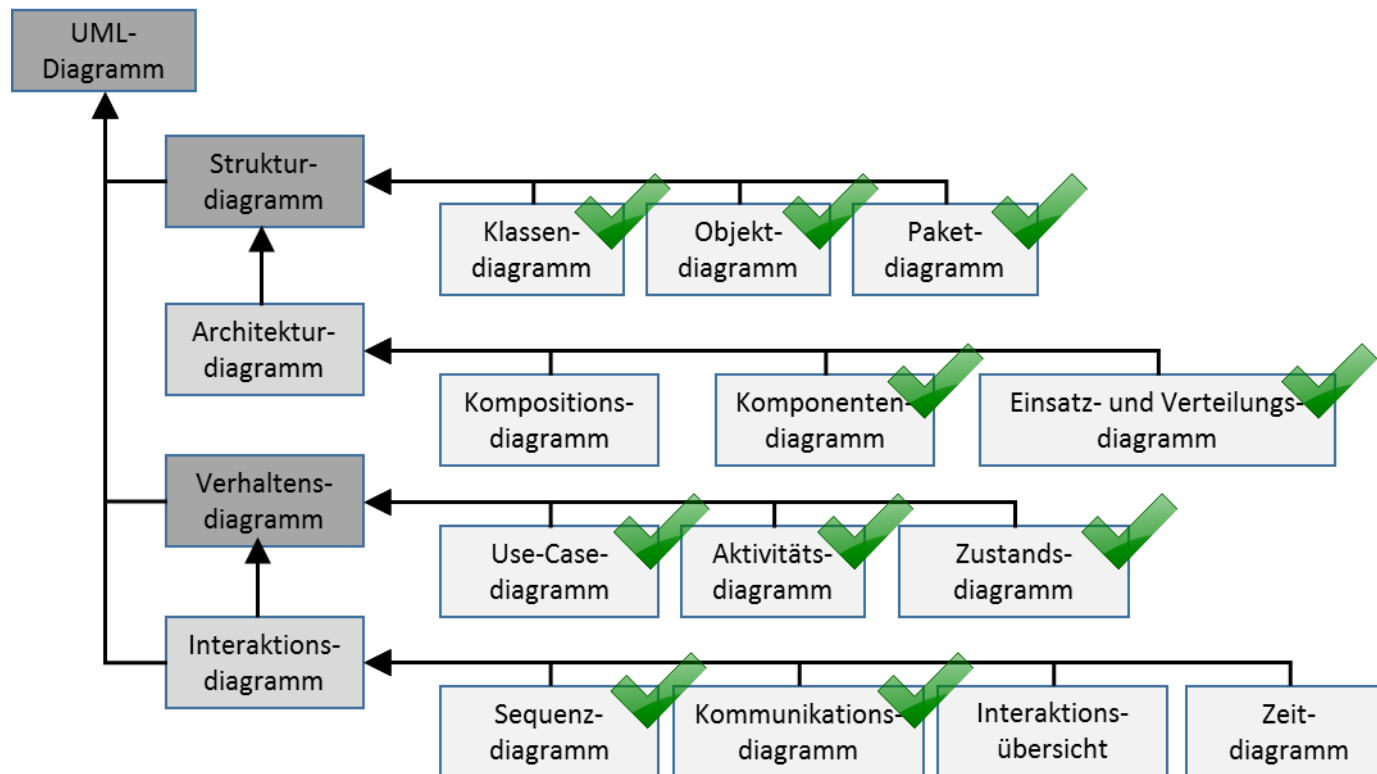 UML-
Diagramm
Struktur-
diagramm
Klassen-
diagramm
Objekt-
diagramm
Paket-
diagramm
Architektur-
diagramm
Kompositions-
diagramm
Komponenten-
diagramm
Einsatz- und Verteilungs-
diagramm
Verhaltens-
diagramm
Use-Case-
diagramm
Aktivitäts-
diagramm
Zustands-
diagramm
Interaktions-
diagramm
Sequenz-
diagramm
Kommunikations-
diagramm
Interaktions-
übersicht
Zeit-
diagramm